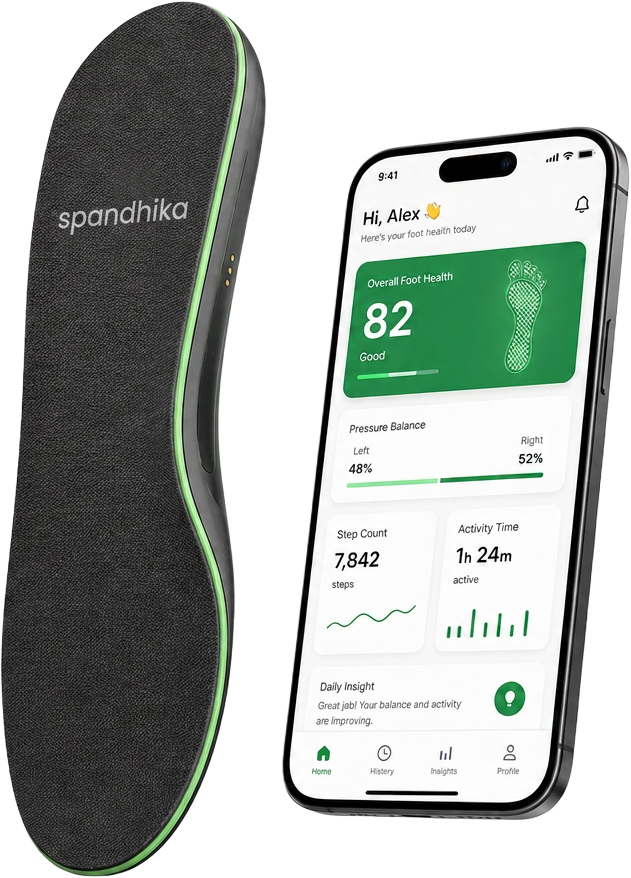 spandhika
9:41
Hi, Alex 👋
Here's your foot health today
Overall Foot Health
82
Good
Pressure Balance
Left
Right
48%
52%
Step Count
7,842
steps
Activity Time
1h 24m
active
Daily Insight
Great jab! Your balance and activity
are improving.
Home
Histery
Insights
Profile